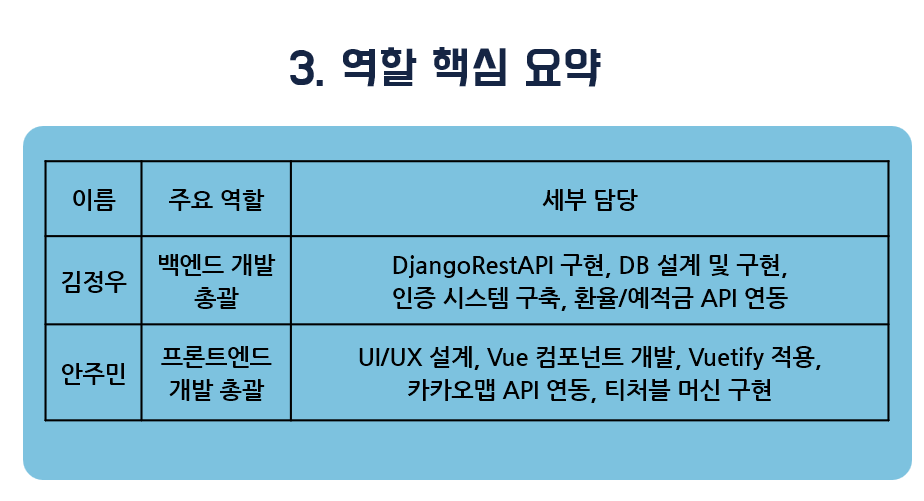 3. 역할 핵심 요약
이름 주요 역할 세부 담당
김정우
백엔드 개발
총괄
DjangoRestAPI 구현, DB 설계 및 구현,
인증 시스템 구축, 환율/예적금 API 연동
안주민
프론트엔드
개발 총괄
UI/UX 설계, Vue 컴포넌트 개발, Vuetify 적용,
카카오맵 API 연동, 티처블 머신 구현